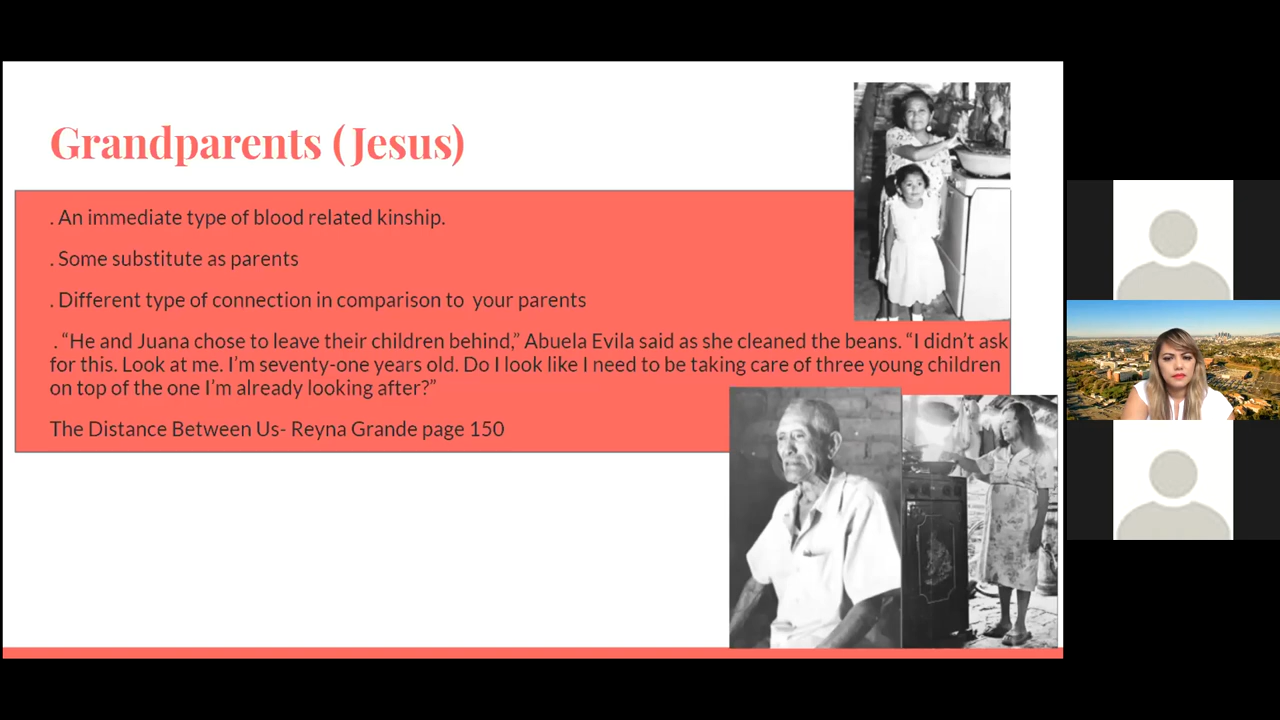 Grandparents (Jesus)
. An immediate type of blood related kinship.
. Some substitute as parents
. Different type of connection in comparison to  your parents
. “He and Juana chose to leave their children behind,” Abuela Evila said as she cleaned the beans. “I didn’t ask
for this. Look at me. I’m seventy-one years old. Do I look like I need to be taking care of three young children
on top of the one I’m already looking after?”
The Distance Between Us- Reyna Grande page 150